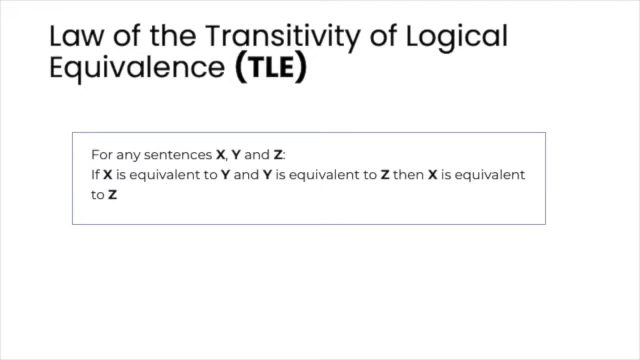 Law of the Transitivity of Logical
Equivalence (TLE)
For any sentences X, Y and Z:
If X is equivalent to Y and Y is equivalent to Z then X is equivalent
to Z